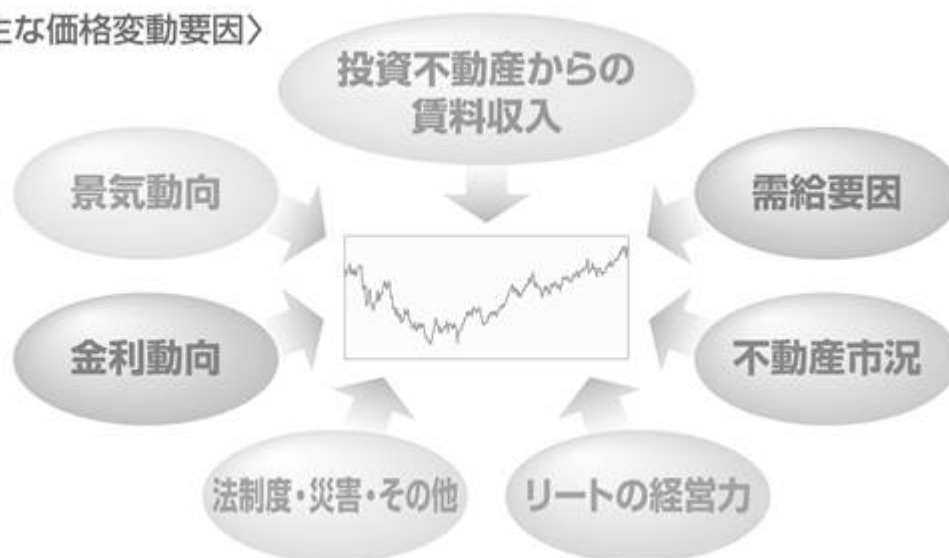 主な価格変動要因〉
投資不動産からの
賃料収入
景気動向
需給要因
金利動向
不動産市況
法制度・災害・その他
リートの経営力